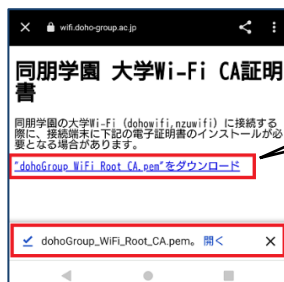 wifi.doho-group.ac.jp
同朋学園 大学Wi-Fi CA証明
書
同朋学園の大学Wi-Fi (dohowifi,nzuwifi) に接続する
際に、接続端末に下記の電子証明書のインストールが必
要となる場合があります。
"dohoGroup WiFi Root CA.pem"をダウンロード
dohoGroup_WiFi_Root_CA.pem。 開く